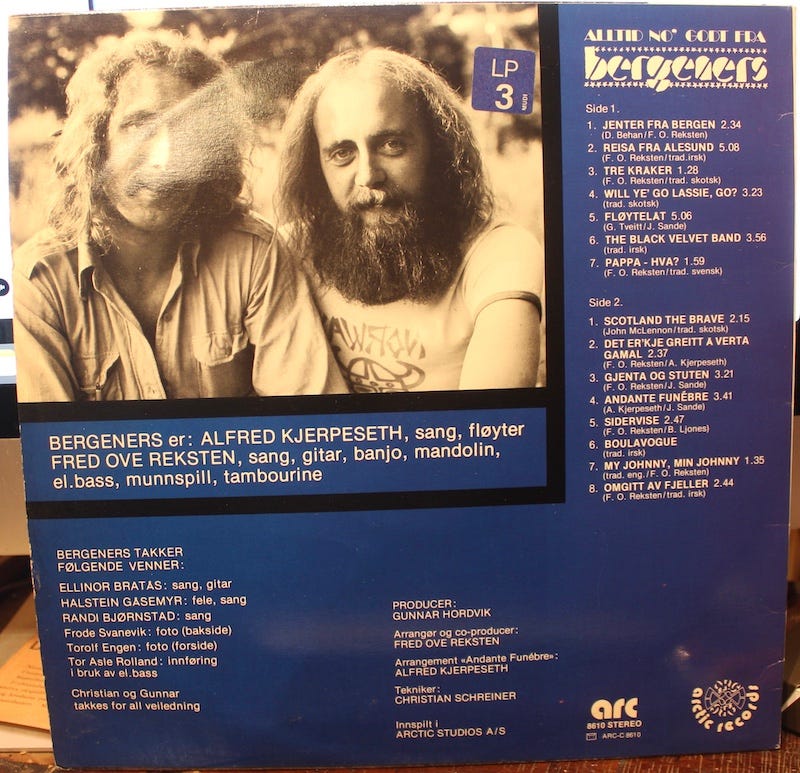 LP
3
MUDI
ALLTID NO' GODT FRA
bergeners
Side 1.
1. JENTER FRA BERGEN 2.34
(D. Behan/F. O. Reksten)
2. REISA FRA ALESUND 5.08
(F. O. Reksten/trad. irsk)
3. TRE KRAKER 1.28
(F. O. Reksten/trad. skotsk)
4. WILL YE' GO LASSIE, GO? 3.23
(trad. skotsk)
5. FLØYTELAT 5.06
(G. Tveitt/J. Sande)
6. THE BLACK VELVET BAND 3.56
(trad. irsk)
7. PAPPA - HVA? 1.59
(F. O. Reksten/trad. svensk)
Side 2.
1. SCOTLAND THE BRAVE 2.15
(John McLennon/trad. skotsk)
2. DET ER'KJE GREITT A VERTA
GAMAL 2.37
(F. O. Reksten/A. Kjerpeseth)
3. GJENTA OG STUTEN 3.21
(F. O. Reksten/J. Sande)
4. ANDANTE FUNÉBRE 3.41
(A. Kjerpeseth/J. Sande)
5. SIDERVISE 2.47
(F. O. Reksten/B. Ljones)
6. BOULAVOGUE
(trad. irsk)
7. MY JOHNNY, MIN JOHNNY 1.35
(trad. eng./F. O. Reksten)
8. OMGITT AV FJELLER 2.44
(F. O. Reksten/trad. irsk)
BERGENERS er: ALFRED KJERPESETH, sang, fløyter
FRED OVE REKSTEN, sang, gitar, banjo, mandolin,
el.bass, munnspill, tambourine
BERGENERS TAKKER
FØLGENDE VENNER:
ELLINOR BRATAS: sang, gitar
HALSTEIN GASEMYR: fele, sang
RANDI BJØRNSTAD: sang
Frode Svanevik: foto (bakside)
Torolf Engen: foto (forside)
Tor Asle Rolland: innføring
i bruk av el.bass
Christian og Gunnar
takkes for all veiledning
PRODUCER:
GUNNAR HORDVIK
Arrangør og co-producer:
FRED OVE REKSTEN
Arrangement «Andante Funébre»:
ALFRED KJERPESETH
Tekniker:
CHRISTIAN SCHREINER
Innspilt i
ARCTIC STUDIOS A/S
arc
8610 STEREO
ARC-C 8610
arctic records